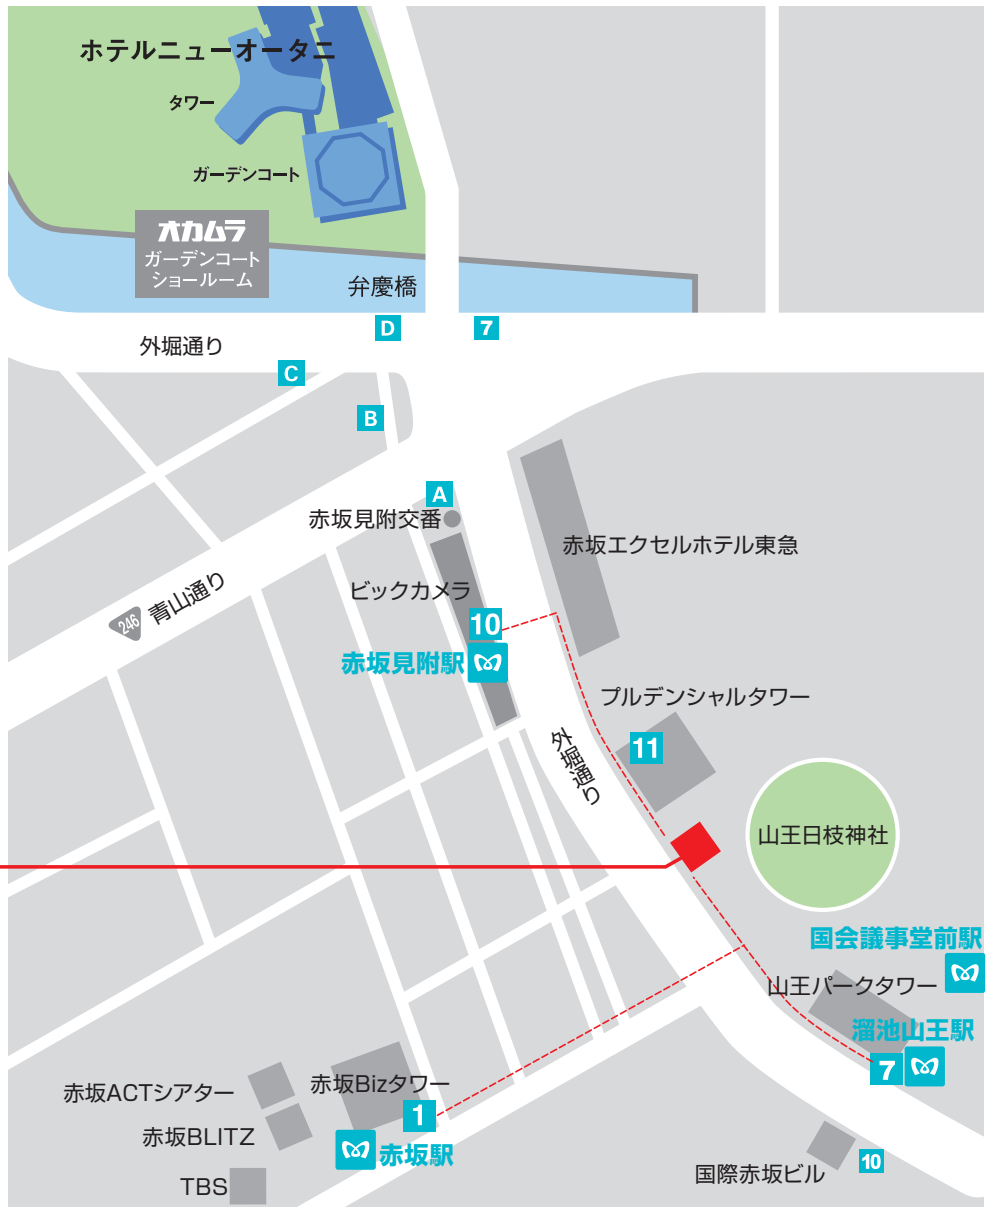 ホテルニューオータニ
タワー
ガーデンコート
オカムラ
ガーデンコート
ショールーム
弁慶橋
D
7
外堀通り
C
B
A
赤坂見附交番
赤坂エクセルホテル東急
ビックカメラ
246
青山通り
10
赤坂見附駅
プルデンシャルタワー
外堀通り
11
山王日枝神社
国会議事堂前駅
山王パークタワー
溜池山王駅
7
赤坂ACTシアター
赤坂Bizタワー
1
赤坂BLITZ
赤坂駅
国際赤坂ビル
10
TBS